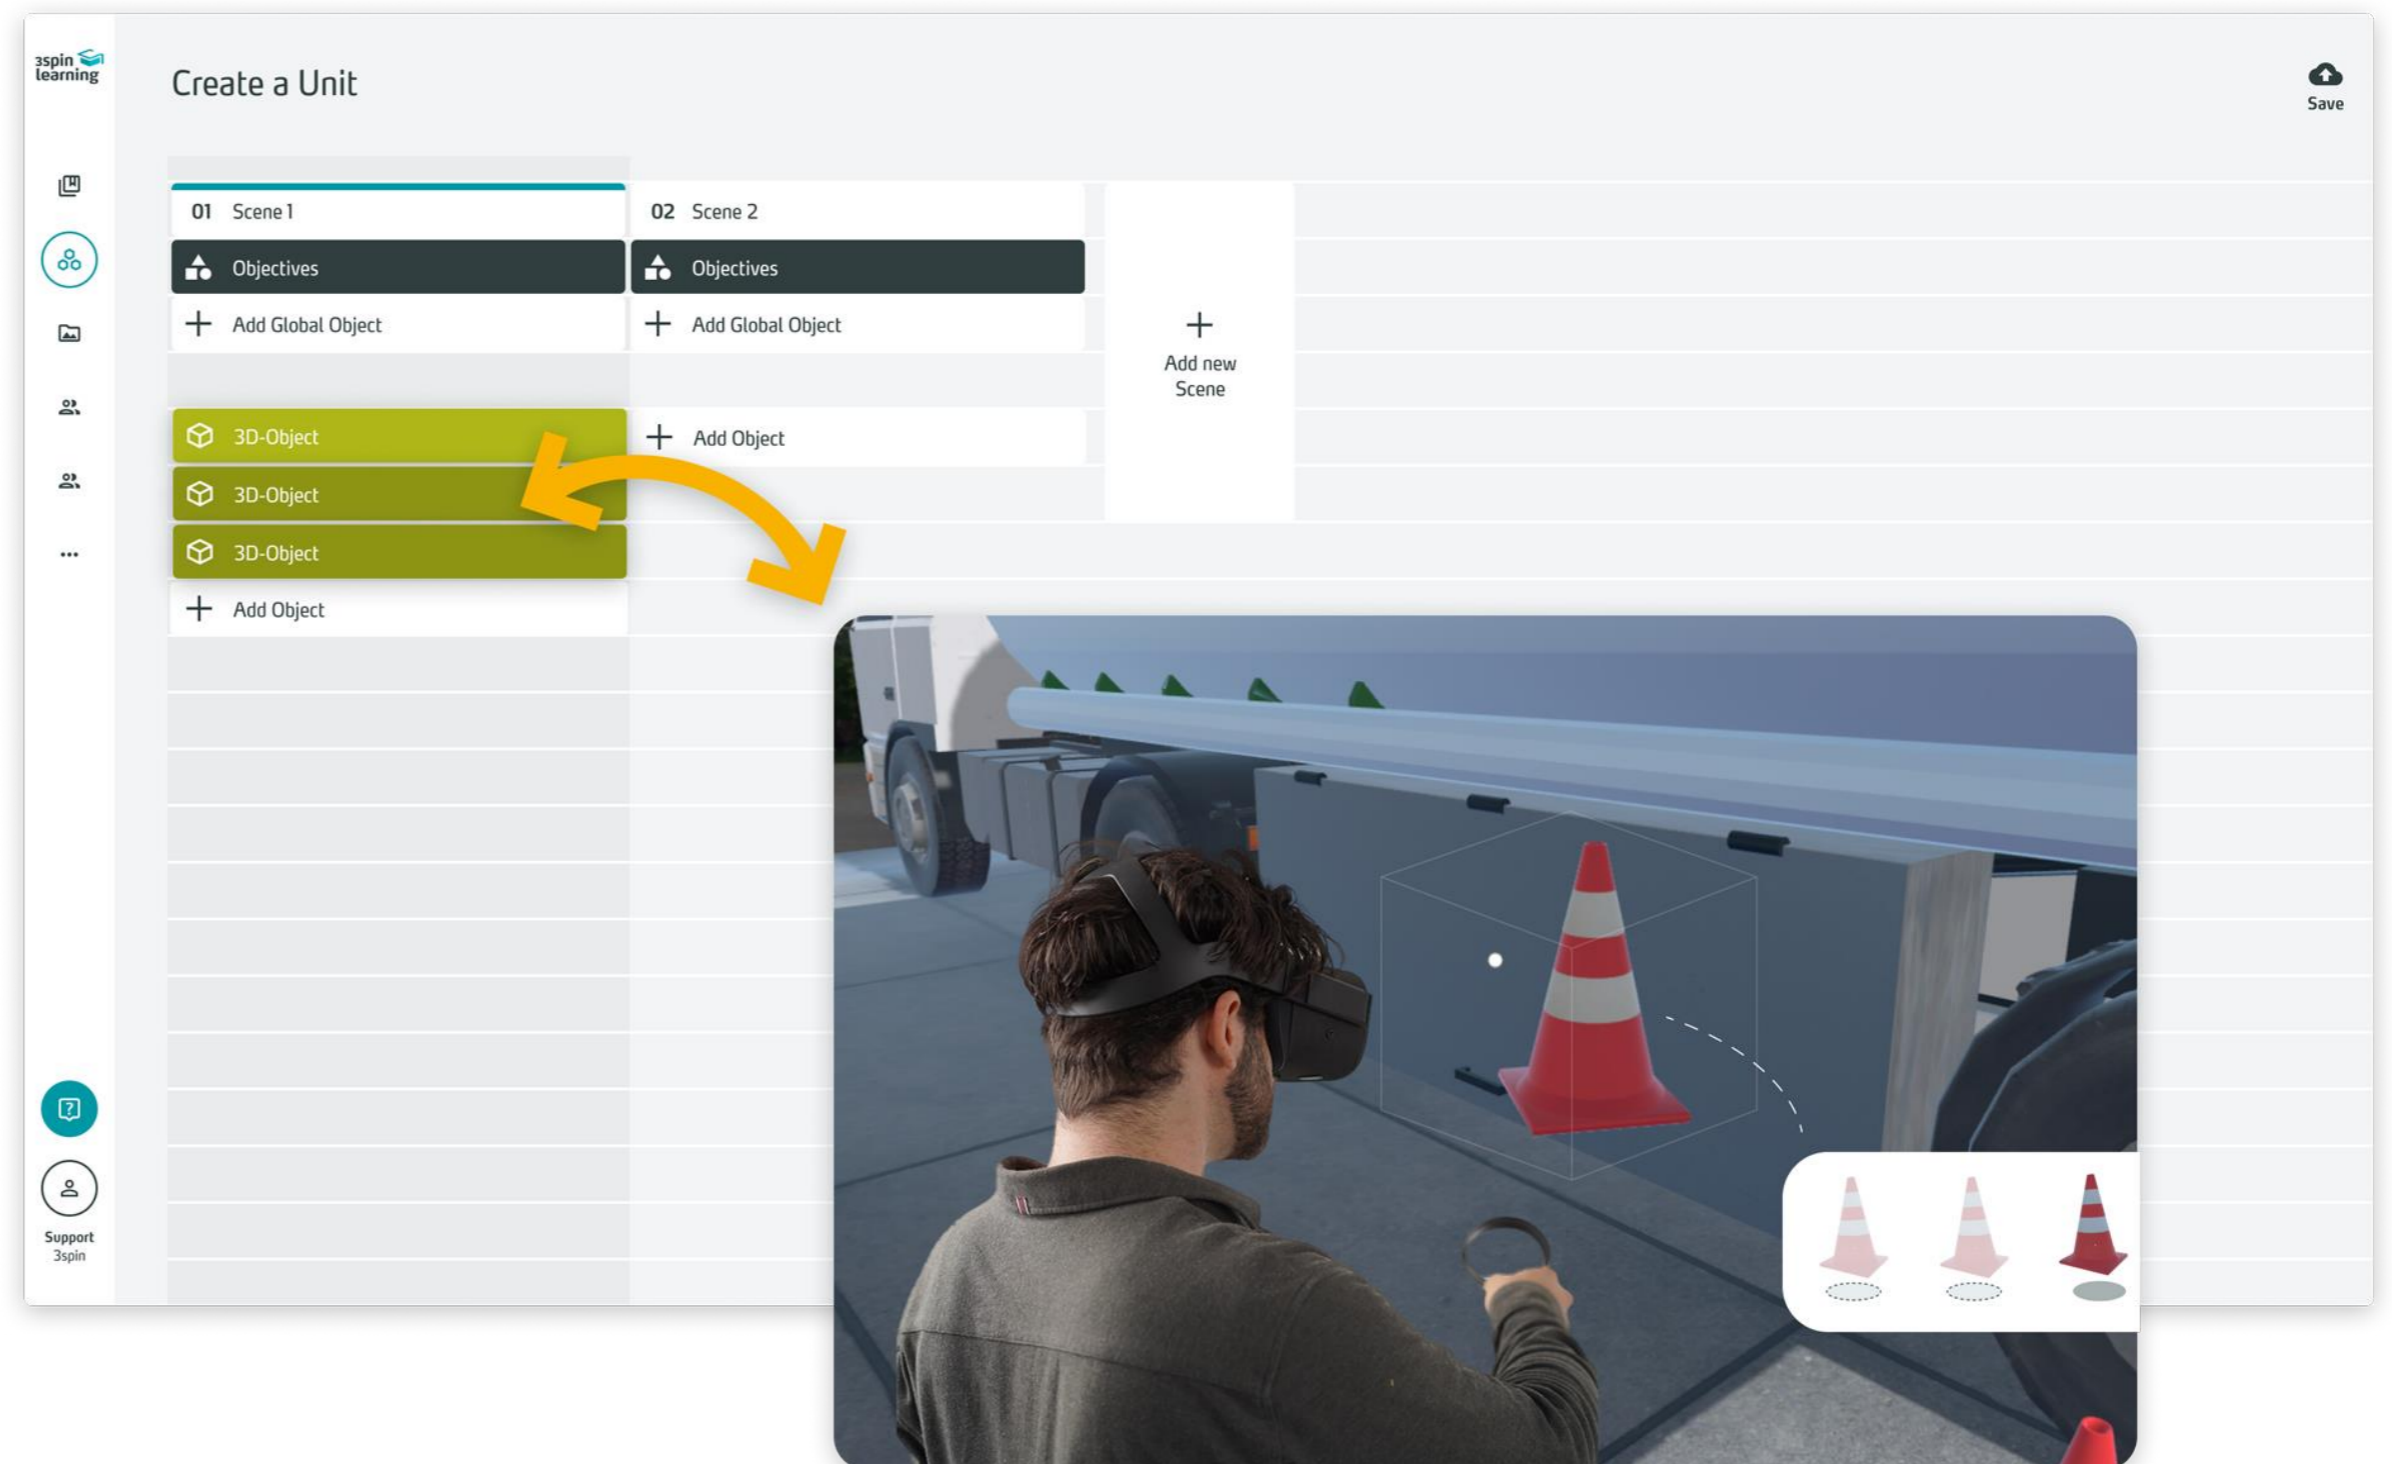 3spin
learning
Create a Unit
Save
01 Scene 1
02 Scene 2
Objectives
Objectives
Add Global Object
Add Global Object
Add new
Scene
3D-Object
Add Object
3D-Object
3D-Object
Add Object
Support
3spin